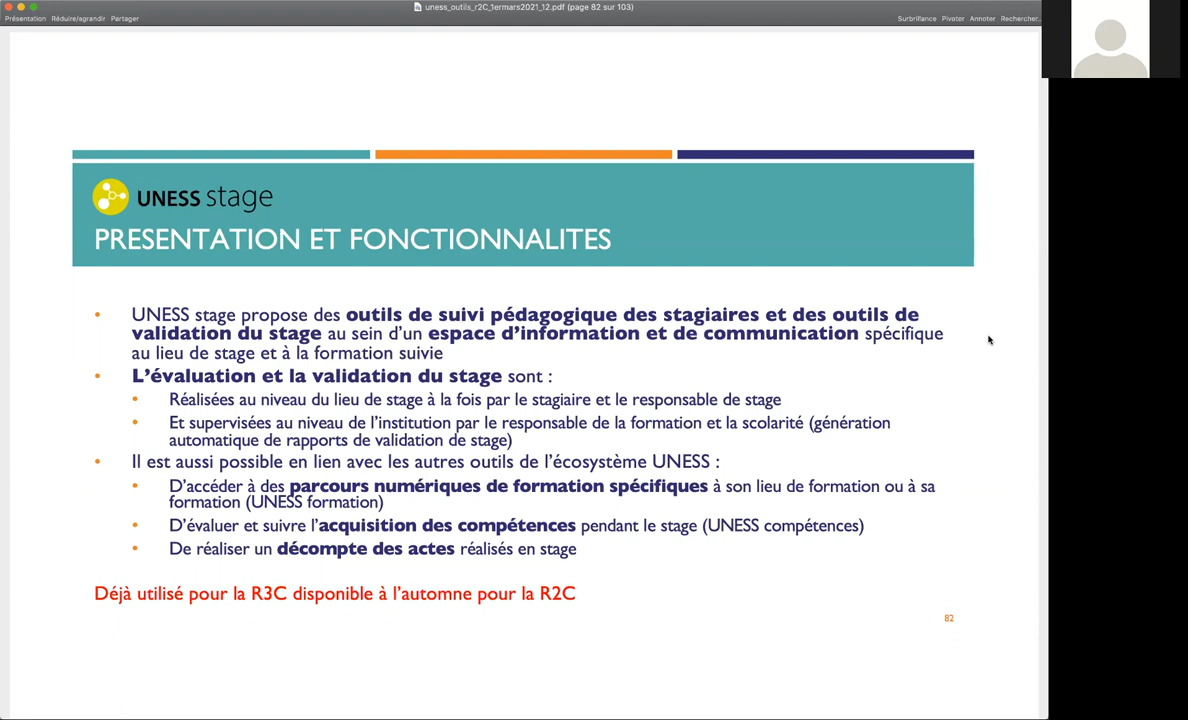 uness_outils_r2C_1ermars2021_12.pdf (page 82 sur 103)
Présentation Réduire/agrandir Partager
Surbrillance Pivoter Annoter Rechercher...
UNESS stage
PRESENTATION ET FONCTIONNALITES
• UNESS stage propose des outils de suivi pédagogique des stagiaires et des outils de
validation du stage au sein d'un espace d'information et de communication spécifique
au lieu de stage et à la formation suivie
• L'évaluation et la validation du stage sont :
• Réalisées au niveau du lieu de stage à la fois par le stagiaire et le responsable de stage
• Et supervisées au niveau de l'institution par le responsable de la formation et la scolarité (génération
automatique de rapports de validation de stage)
• Il est aussi possible en lien avec les autres outils de l'écosystème UNESS :
• D'accéder à des parcours numériques de formation spécifiques à son lieu de formation ou à sa
formation (UNESS formation)
• D'évaluer et suivre l'acquisition des compétences pendant le stage (UNESS compétences)
• De réaliser un décompte des actes réalisés en stage
Déjà utilisé pour la R3C disponible à l'automne pour la R2C
82